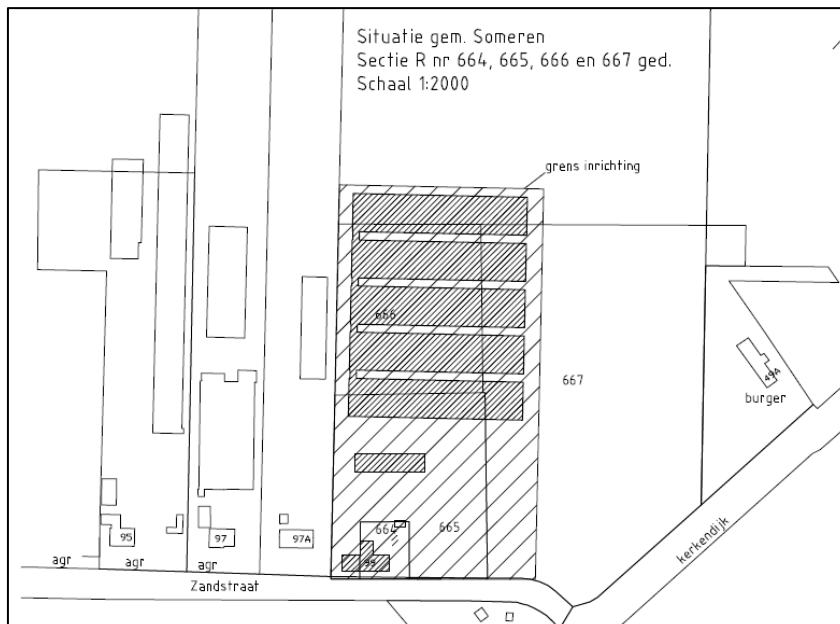 Situatie gem. Someren
Sectie R nr 664, 665, 666 en 667 ged.
Schaal 1:2000
grens inrichting
666
667
49A
burger
664
665
95
97
97A
99
kerkendijk
agr
agr
agr
Zandstraat